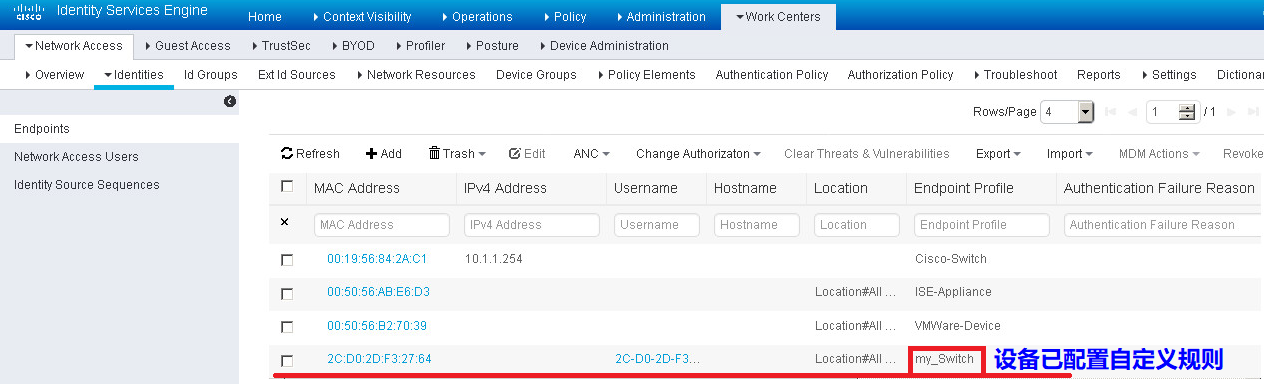 cisco Identity Services Engine Home Context Visibility Operations Policy Administration Work Centers
Network Access Guest Access TrustSec BYOD Profiler Posture Device Administration
Overview Identities Id Groups Ext Id Sources Network Resources Device Groups Policy Elements Authentication Policy Authorization Policy Troubleshoot Reports Settings
Endpoints
Network Access Users
Identity Source Sequences
Rows/Page 4 1 / 1
Refresh Add Trash Edit ANC Change Authorizaton Clear Threats & Vulnerabilities Export Import MDM Actions Revoke
MAC Address IPv4 Address Username Hostname Location Endpoint Profile Authentication Failure Reason
MAC Address IPv4 Address Username Hostname Location Endpoint Profile Authentication Failure Reason
00:19:56:84:2A:C1 10.1.1.254 Cisco-Switch
00:50:56:AB:E6:D3 Location#All ... ISE-Appliance
00:50:56:B2:70:39 Location#All ... VMWare-Device
2C:D0:2D:F3:27:64 2C-D0-2D-F3... Location#All ... my_Switch 设备已配置自定义规则